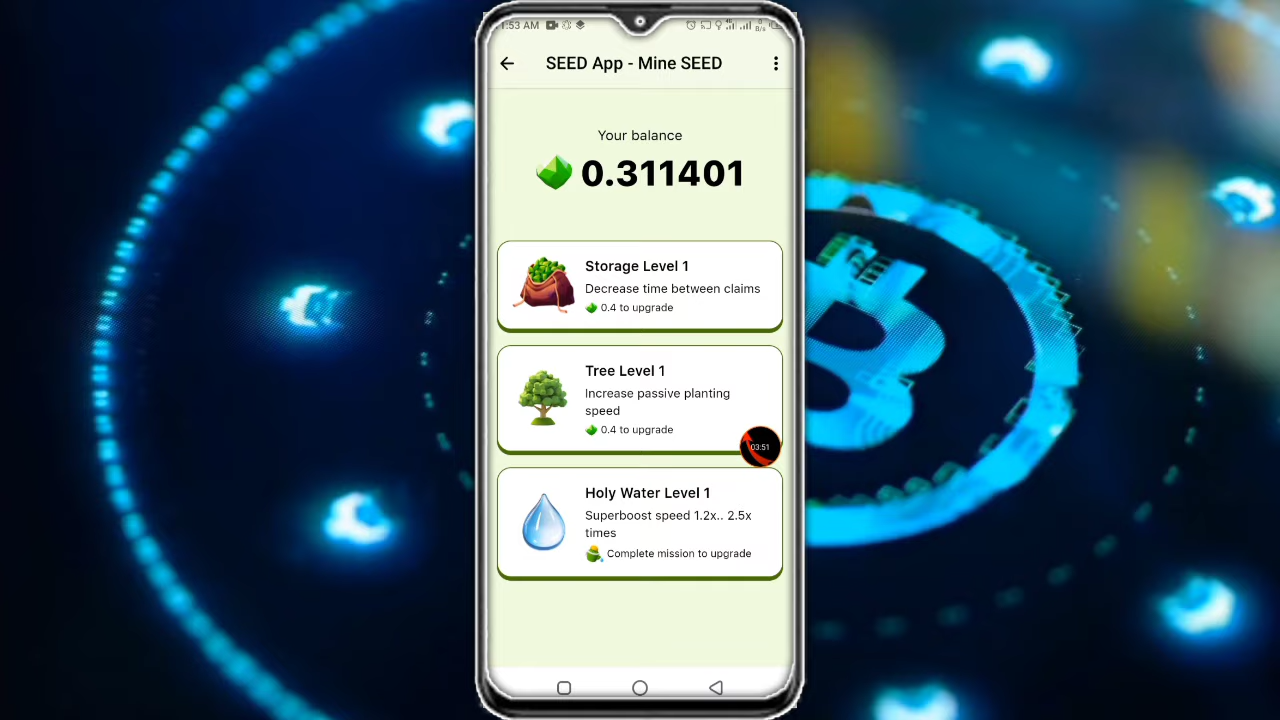 :53 AM
SEED App - Mine SEED
Your balance
0.311401
Storage Level 1
Decrease time between claims
0.4 to upgrade
Tree Level 1
Increase passive planting
speed
0.4 to upgrade
03:51
Holy Water Level 1
Superboost speed 1.2x.. 2.5x
times
Complete mission to upgrade